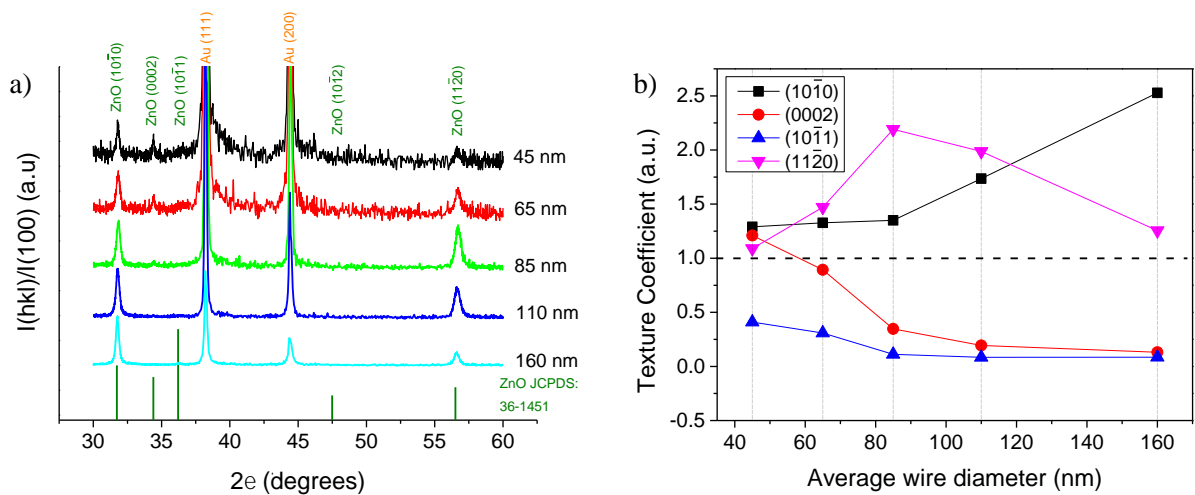 a)
ZnO (101̄0)
ZnO (0002)
ZnO (101̄1)
Au (111)
Au (200)
ZnO (101̄2)
ZnO (112̄0)
I(hkl)/I(100) (a.u)
45 nm
65 nm
85 nm
110 nm
160 nm
ZnO JCPDS:
36-1451
30 35 40 45 50 55 60
2e (degrees)
b)
(101̄0)
(0002)
(101̄1)
(112̄0)
Texture Coefficient (a.u.)
2.5
2.0
1.5
1.0
0.5
0.0
-0.5
40 60 80 100 120 140 160
Average wire diameter (nm)